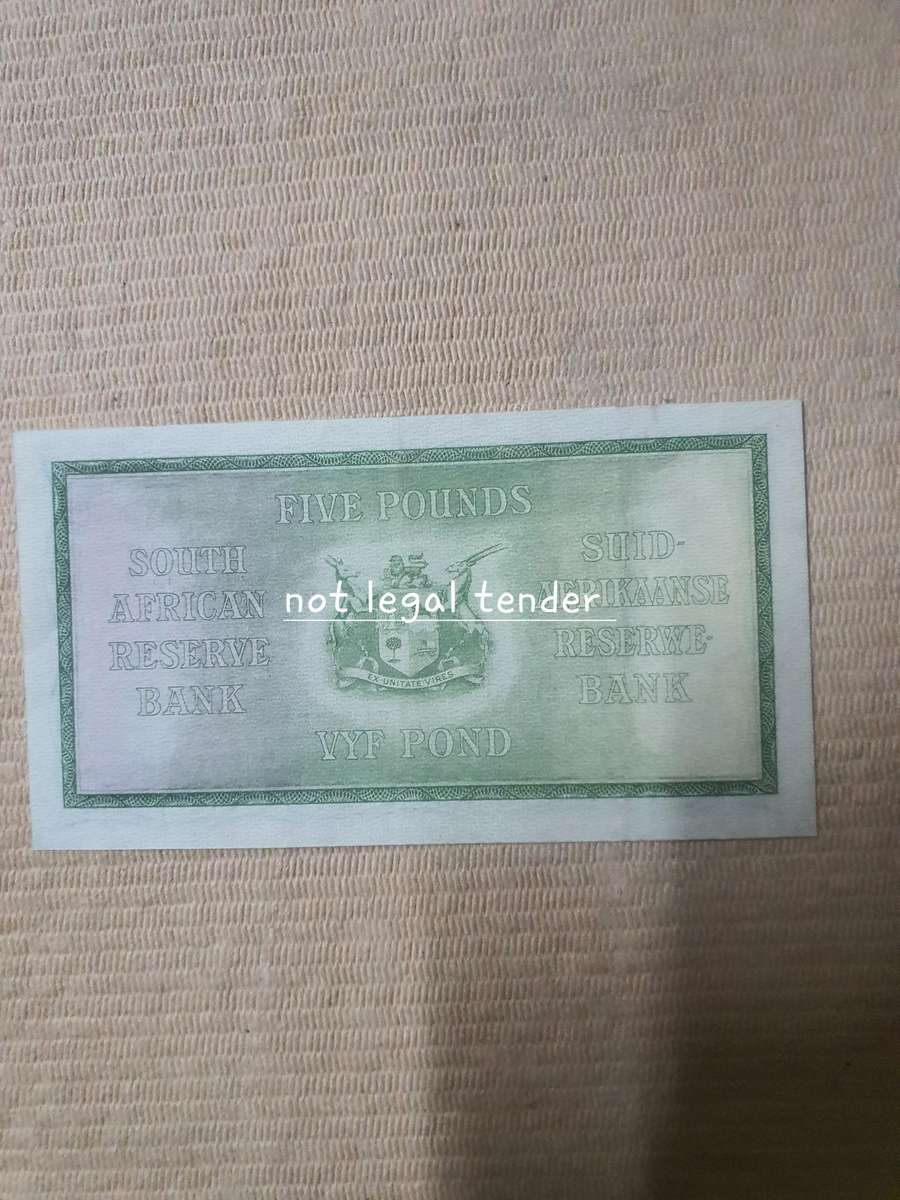 FIVE POUNDS
SOUTH
AFRICAN
RESERVE
BANK
not legal tender
EX UNITATE VIRES
SUID-
AFRIKAANSE
RESERWE-
BANK
VYF POND